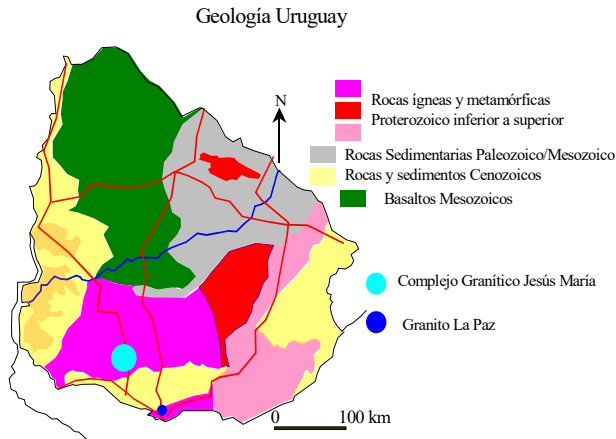 Geología Uruguay
N
Rocas ígneas y metamórficas
Proterozoico inferior a superior
Rocas Sedimentarias Paleozoico/Mesozoico
Rocas y sedimentos Cenozoicos
Basaltos Mesozoicos
Complejo Granítico Jesús María
Granito La Paz
0 100 km